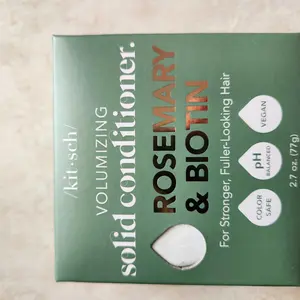 /kit·sch/
VOLUMIZING
solid conditioner.
ROSEMARY
& BIOTIN
For Stronger, Fuller-Looking Hair
COLOR
SAFE
pH
BALANCED
VEGAN
2.7 oz. (77g)